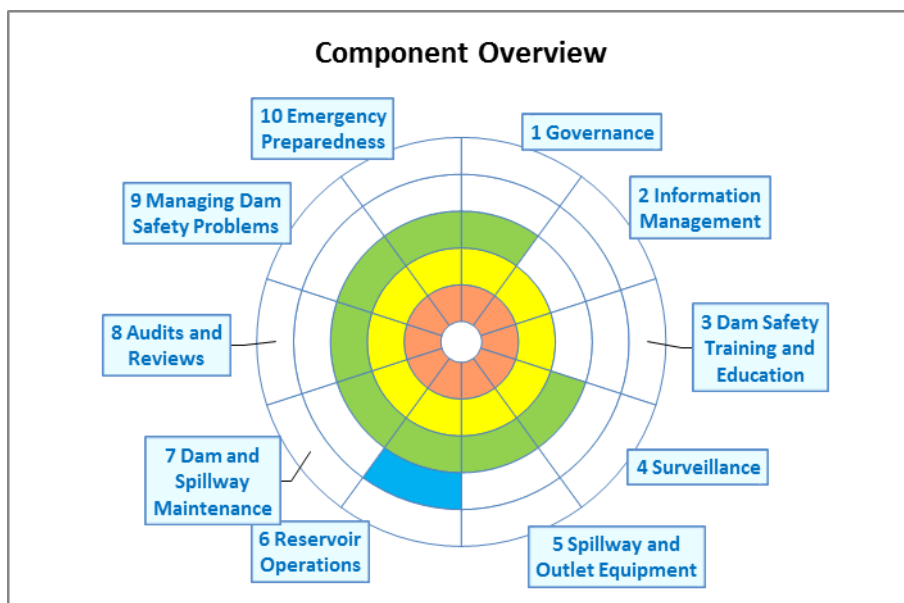 Component Overview
10 Emergency
Preparedness
1 Governance
9 Managing Dam
Safety Problems
2 Information
Management
8 Audits and
Reviews
3 Dam Safety
Training and
Education
7 Dam and
Spillway
Maintenance
4 Surveillance
6 Reservoir
Operations
5 Spillway and
Outlet Equipment